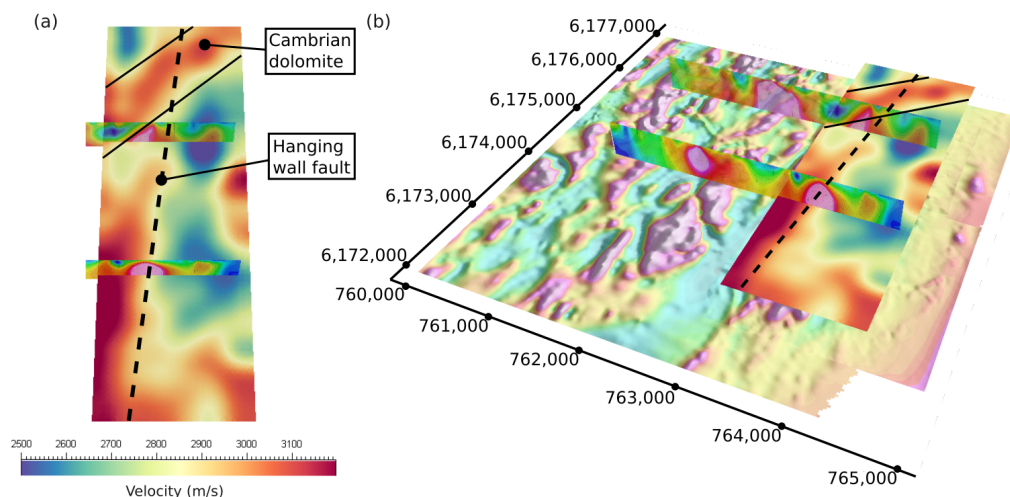 (a)
Cambrian
dolomite
Hanging
wall fault
2500 2600 2700 2800 2900 3000 3100
Velocity (m/s)
(b)
6,177,000
6,176,000
6,175,000
6,174,000
6,173,000
6,172,000
760,000
761,000
762,000
763,000
764,000
765,000